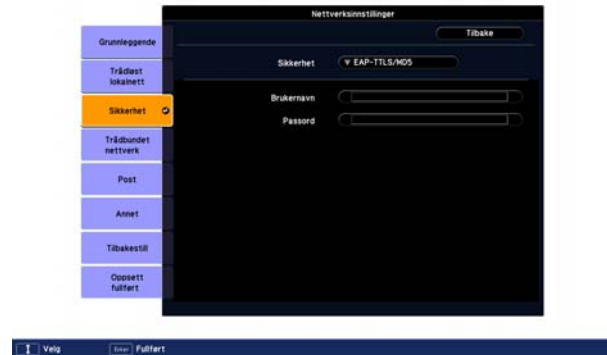 Nettverksinnstilinger
Tilbake
Grunnleggende
Trådløst
lokalnett
Sikkerhet
Trådbundet
nettverk
Post
Annet
Tilbakestill
Oppsett
fullført
Sikkerhet
EAP-TTLS/MD5
Brukernavn
Passord
Velg
Enter Fullført